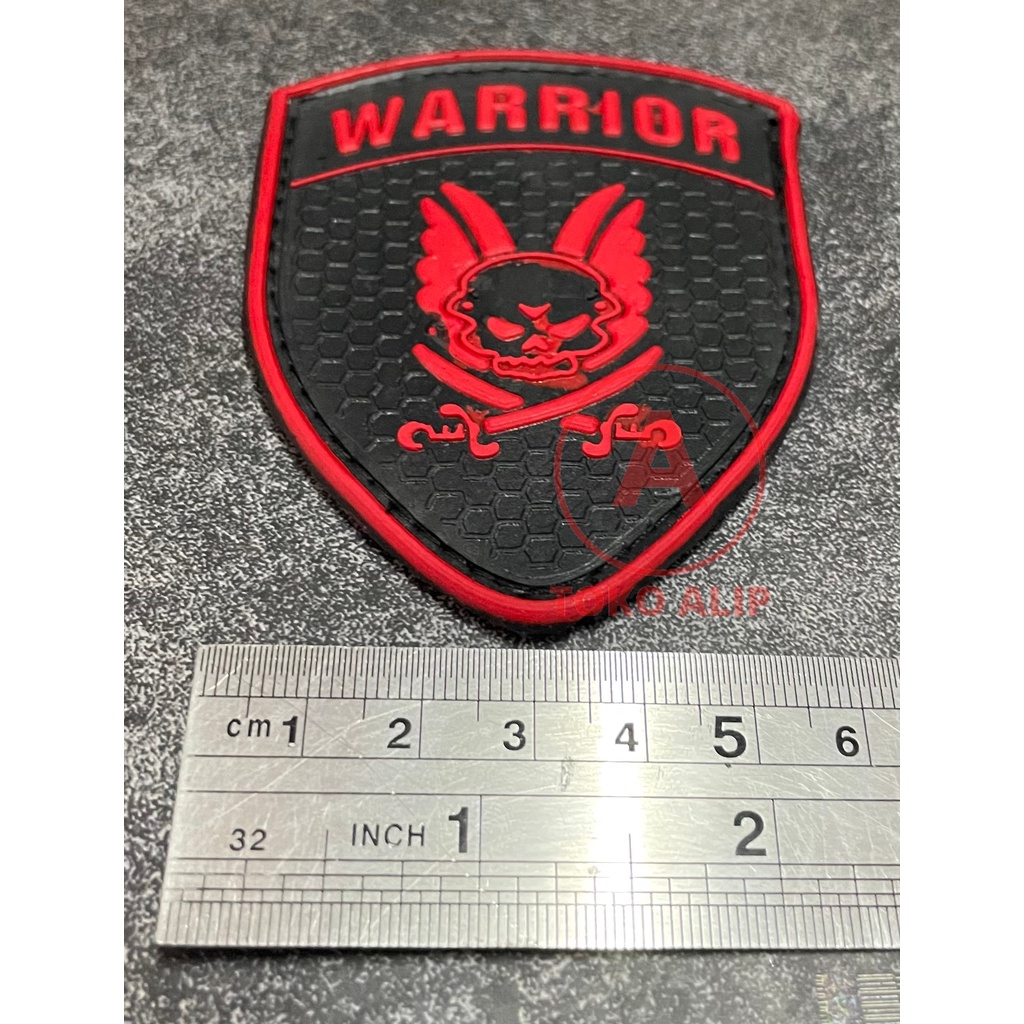 WARRIOR
A
TOKO ALIP
cm 1 2 3 4 5 6
32 INCH 1 2